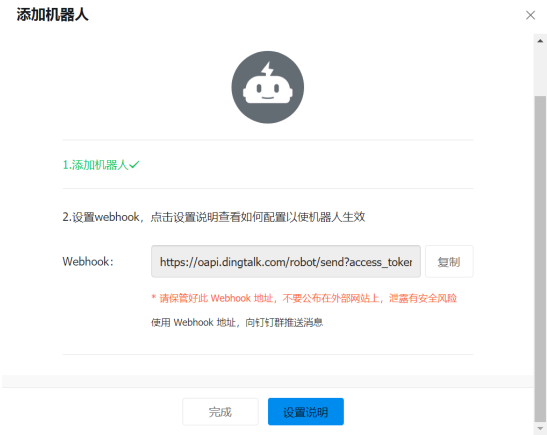 添加机器人
1.添加机器人
2.设置webhook，点击设置说明查看如何配置以使机器人生效
Webhook： https://oapi.dingtalk.com/robot/send?access_toker 复制
* 请保管好此 Webhook 地址，不要公布在外部网站上，泄露有安全风险
使用 Webhook 地址，向钉钉群推送消息
完成 设置说明